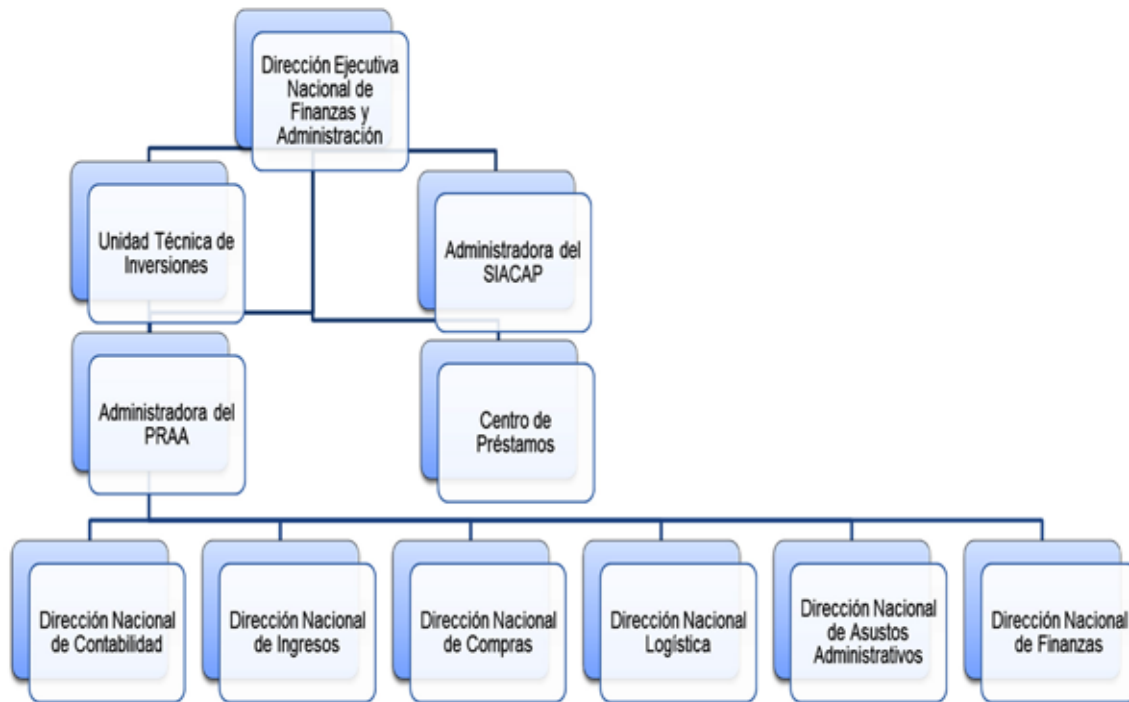 Dirección Ejecutiva
Nacional de
Finanzas y
Administración
Unidad Técnica de
Inversiones
Administradora del
SIACAP
Administradora del
PRAA
Centro de
Préstamos
Dirección Nacional
de Contabilidad
Dirección Nacional
de Ingresos
Dirección Nacional
de Compras
Dirección Nacional
Logística
Dirección Nacional
de Asustos
Administrativos
Dirección Nacional
de Finanzas